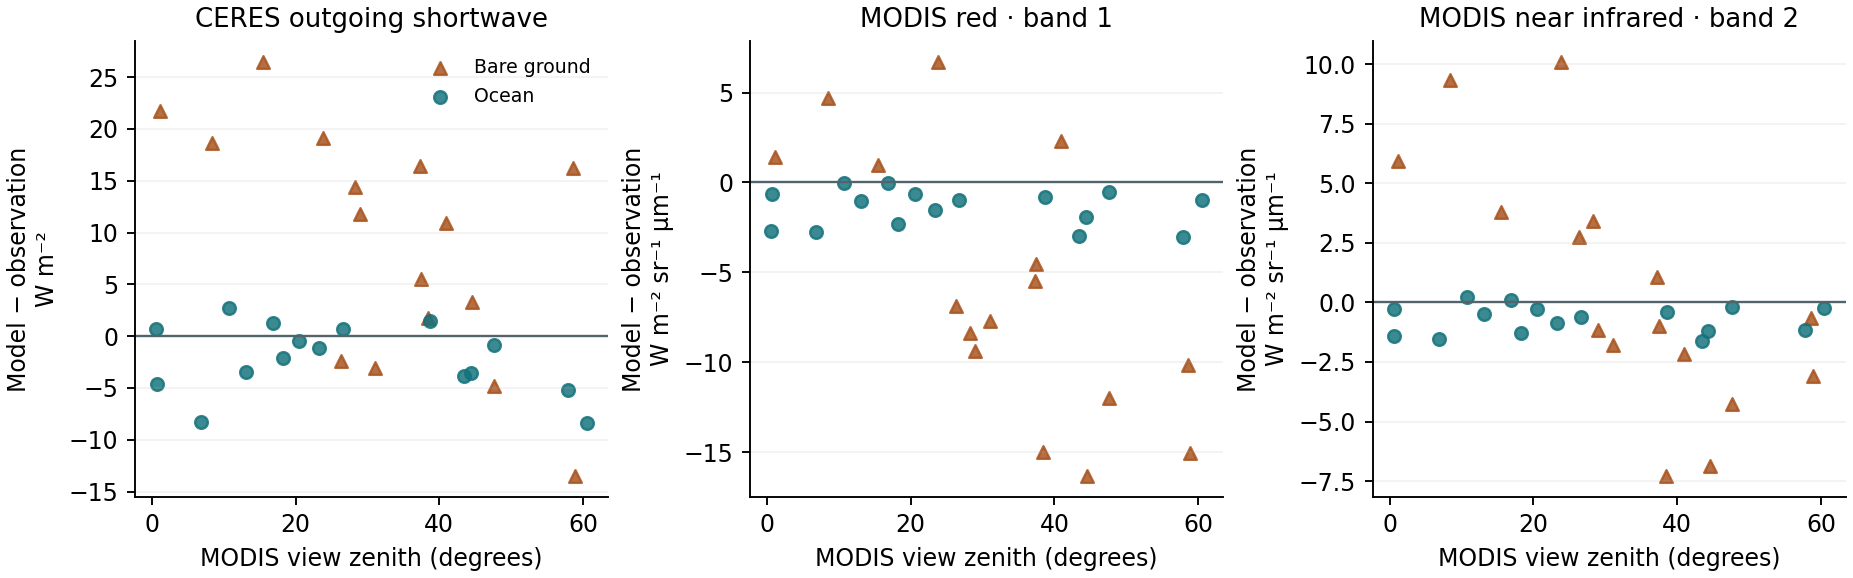 CERES outgoing shortwave
Model − observation
W m⁻²
25
20
15
10
5
0
−5
−10
−15
0
20
40
60
MODIS view zenith (degrees)
Bare ground
Ocean
MODIS red · band 1
Model − observation
W m⁻² sr⁻¹ μm⁻¹
5
0
−5
−10
−15
0
20
40
60
MODIS view zenith (degrees)
MODIS near infrared · band 2
Model − observation
W m⁻² sr⁻¹ μm⁻¹
10.0
7.5
5.0
2.5
0.0
−2.5
−5.0
−7.5
0
20
40
60
MODIS view zenith (degrees)